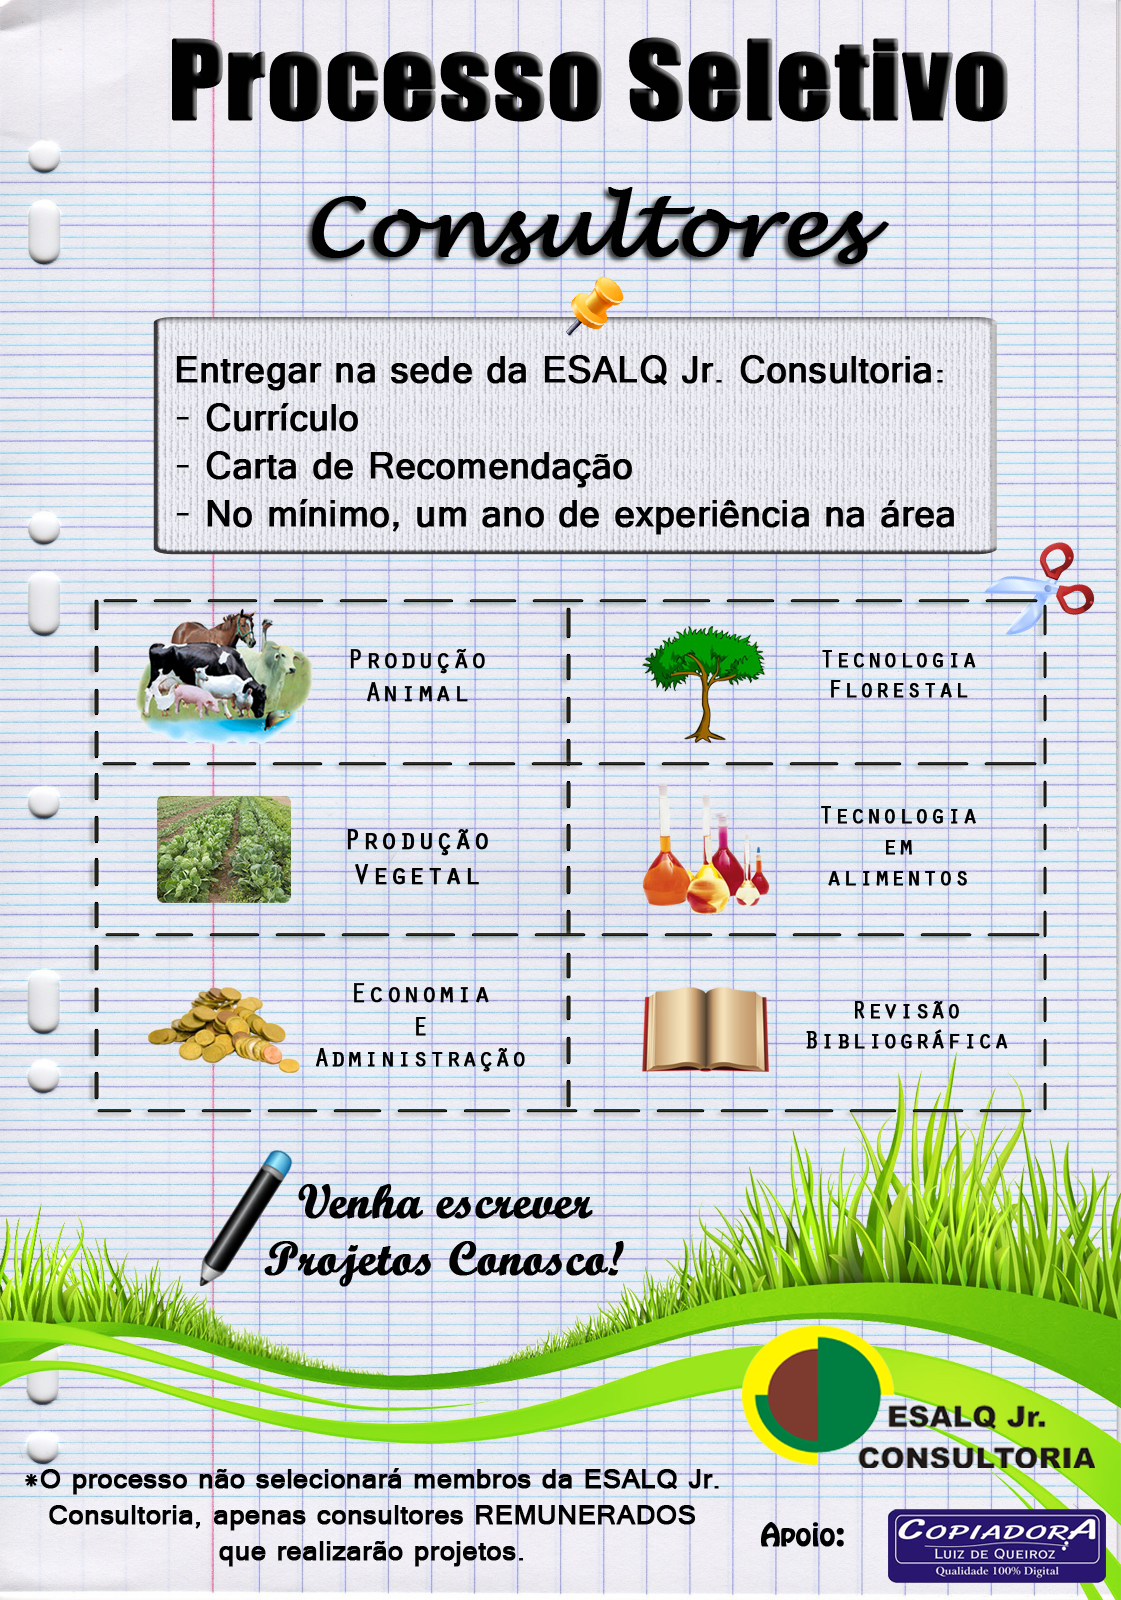 Processo Seletivo
Consultores
Entregar na sede da ESALQ Jr. Consultoria:
- Currículo
- Carta de Recomendação
- No mínimo, um ano de experiência na área
Produção
Animal
Tecnologia
Florestal
Produção
Vegetal
Tecnologia
em
alimentos
Economia
e
Administração
Revisão
Bibliográfica
Venha escrever
Projetos Conosco!
ESALQ Jr.
CONSULTORIA
*O processo não selecionará membros da ESALQ Jr.
Consultoria, apenas consultores REMUNERADOS
que realizarão projetos.
Apoio:
COPIADORA
LUIZ DE QUEIROZ
Qualidade 100% Digital